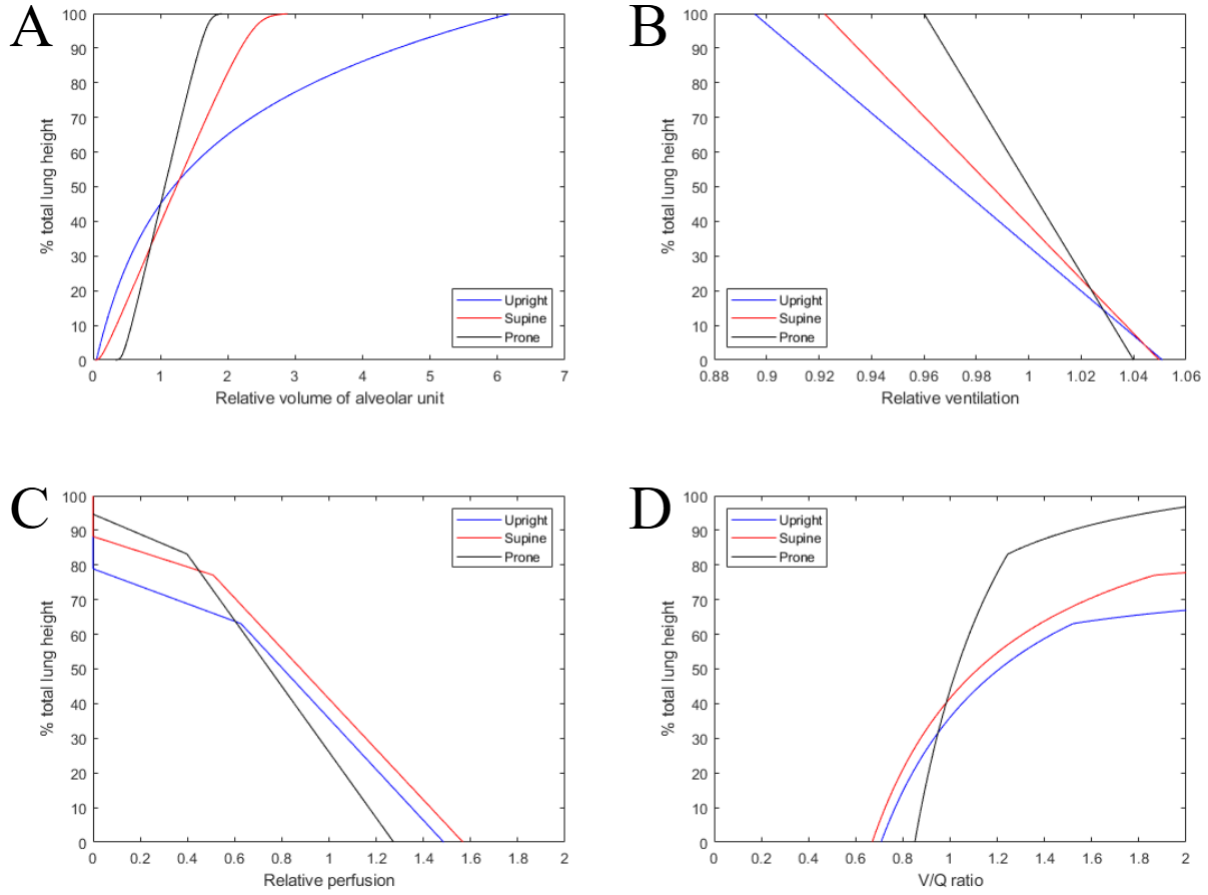 A
100
90
80
70
60
50
40
30
20
10
0
% total lung height
Upright
Supine
Prone
0 1 2 3 4 5 6 7
Relative volume of alveolar unit
B
100
90
80
70
60
50
40
30
20
10
0
% total lung height
Upright
Supine
Prone
0.88 0.9 0.92 0.94 0.96 0.98 1 1.02 1.04 1.06
Relative ventilation
C
100
90
80
70
60
50
40
30
20
10
0
% total lung height
Upright
Supine
Prone
0 0.2 0.4 0.6 0.8 1 1.2 1.4 1.6 1.8 2
Relative perfusion
D
100
90
80
70
60
50
40
30
20
10
0
% total lung height
Upright
Supine
Prone
0 0.2 0.4 0.6 0.8 1 1.2 1.4 1.6 1.8 2
V/Q ratio